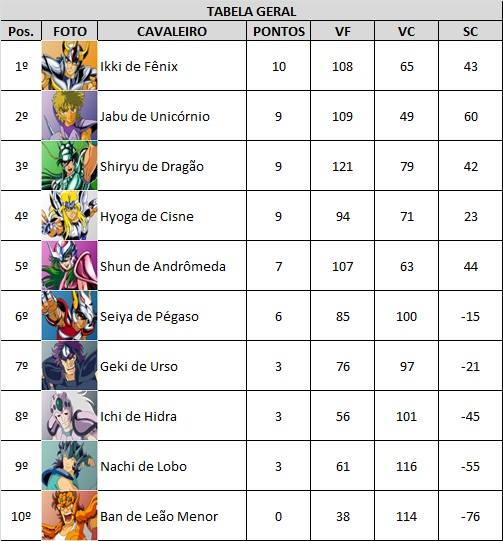 TABELA GERAL
Pos. FOTO CAVALEIRO PONTOS VF VC SC
1º Ikki de Fênix 10 108 65 43
2º Jabu de Unicórnio 9 109 49 60
3º Shiryu de Dragão 9 121 79 42
4º Hyoga de Cisne 9 94 71 23
5º Shun de Andrômeda 7 107 63 44
6º Seiya de Pégaso 6 85 100 -15
7º Geki de Urso 3 76 97 -21
8º Ichi de Hidra 3 56 101 -45
9º Nachi de Lobo 3 61 116 -55
10º Ban de Leão Menor 0 38 114 -76